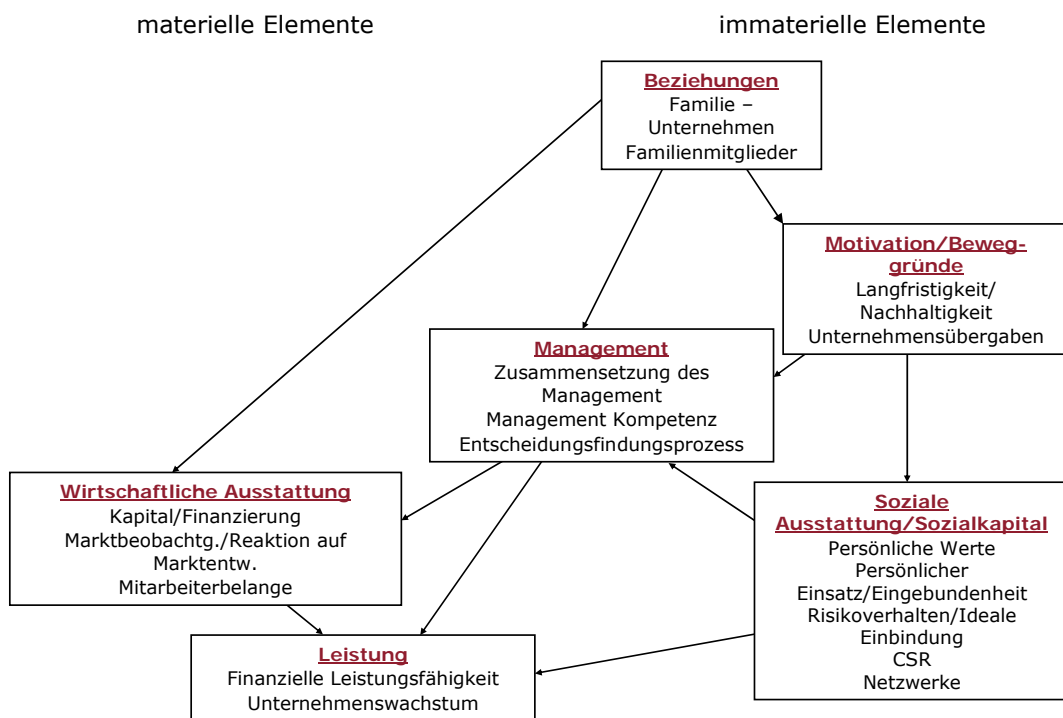 materielle Elemente
immaterielle Elemente
Beziehungen
Familie –
Unternehmen
Familienmitglieder
Motivation/Beweg-
gründe
Langfristigkeit/
Nachhaltigkeit
Unternehmensübergaben
Management
Zusammensetzung des
Management
Management Kompetenz
Entscheidungsfindungsprozess
Wirtschaftliche Ausstattung
Kapital/Finanzierung
Marktbeobachtg./Reaktion auf
Marktentw.
Mitarbeiterbelange
Soziale
Ausstattung/Sozialkapital
Persönliche Werte
Persönlicher
Einsatz/Eingebundenheit
Risikoverhalten/Ideale
Einbindung
CSR
Netzwerke
Leistung
Finanzielle Leistungsfähigkeit
Unternehmenswachstum